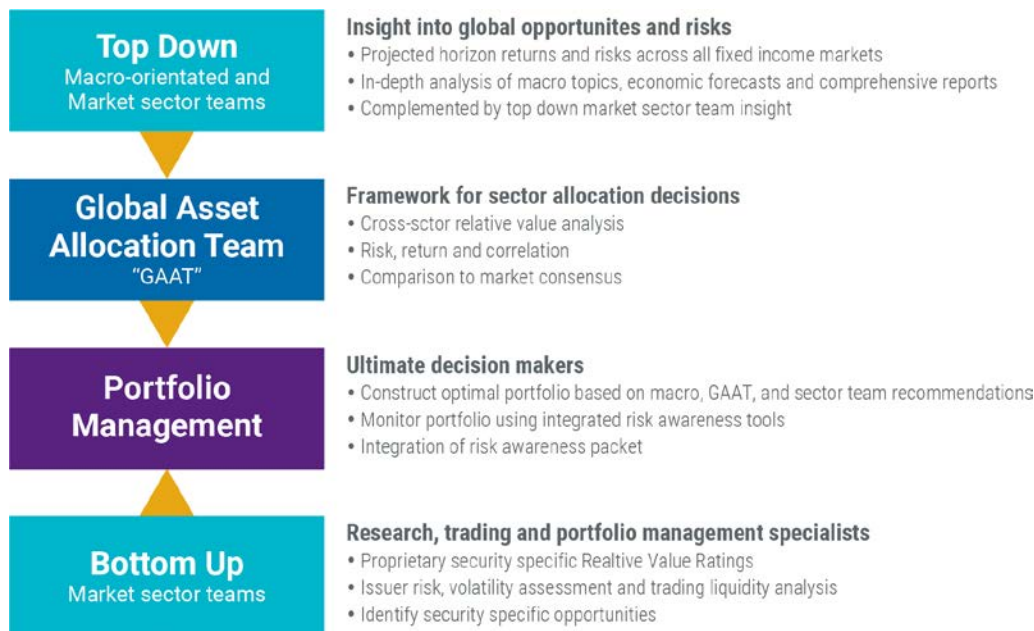 Top Down
Macro-orientated and
Market sector teams
Insight into global opportunites and risks
• Projected horizon returns and risks across all fixed income markets
• In-depth analysis of macro topics, economic forecasts and comprehensive reports
• Complemented by top down market sector team insight
Global Asset
Allocation Team
"GAAT"
Framework for sector allocation decisions
• Cross-sctor relative value analysis
• Risk, return and correlation
• Comparison to market consensus
Portfolio
Management
Ultimate decision makers
• Construct optimal portfolio based on macro, GAAT, and sector team recommendations
• Monitor portfolio using integrated risk awareness tools
• Integration of risk awareness packet
Bottom Up
Market sector teams
Research, trading and portfolio management specialists
• Proprietary security specific Realtive Value Ratings
• Issuer risk, volatility assessment and trading liquidity analysis
• Identify security specific opportunities